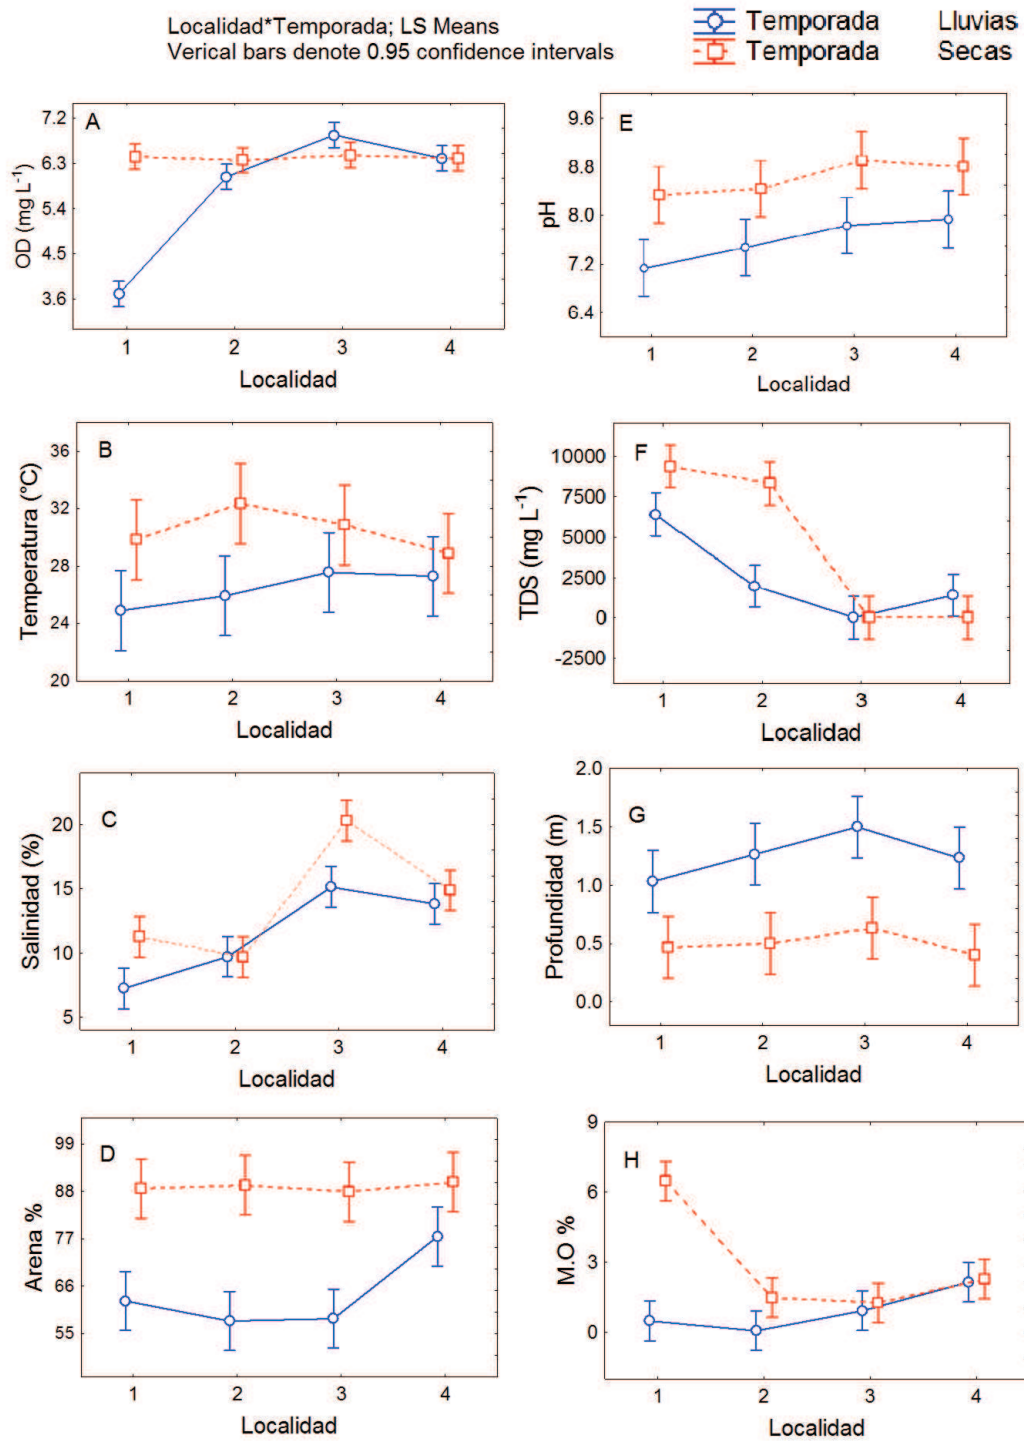 Localidad*Temporada; LS Means
Verical bars denote 0.95 confidence intervals
Temporada Lluvias
Temporada Secas
A
7.2
6.3
5.4
4.5
3.6
OD (mg L-1)
1 2 3 4
Localidad
E
9.6
8.8
8.0
7.2
6.4
pH
1 2 3 4
Localidad
B
36
32
28
24
20
Temperatura (°C)
1 2 3 4
Localidad
F
10000
7500
5000
2500
0
-2500
TDS (mg L-1)
1 2 3 4
Localidad
C
20
15
10
5
Salinidad (%)
1 2 3 4
Localidad
G
2.0
1.5
1.0
0.5
0.0
Profundidad (m)
1 2 3 4
Localidad
D
99
88
77
66
55
Arena %
1 2 3 4
Localidad
H
9
6
3
0
M.O %
1 2 3 4
Localidad